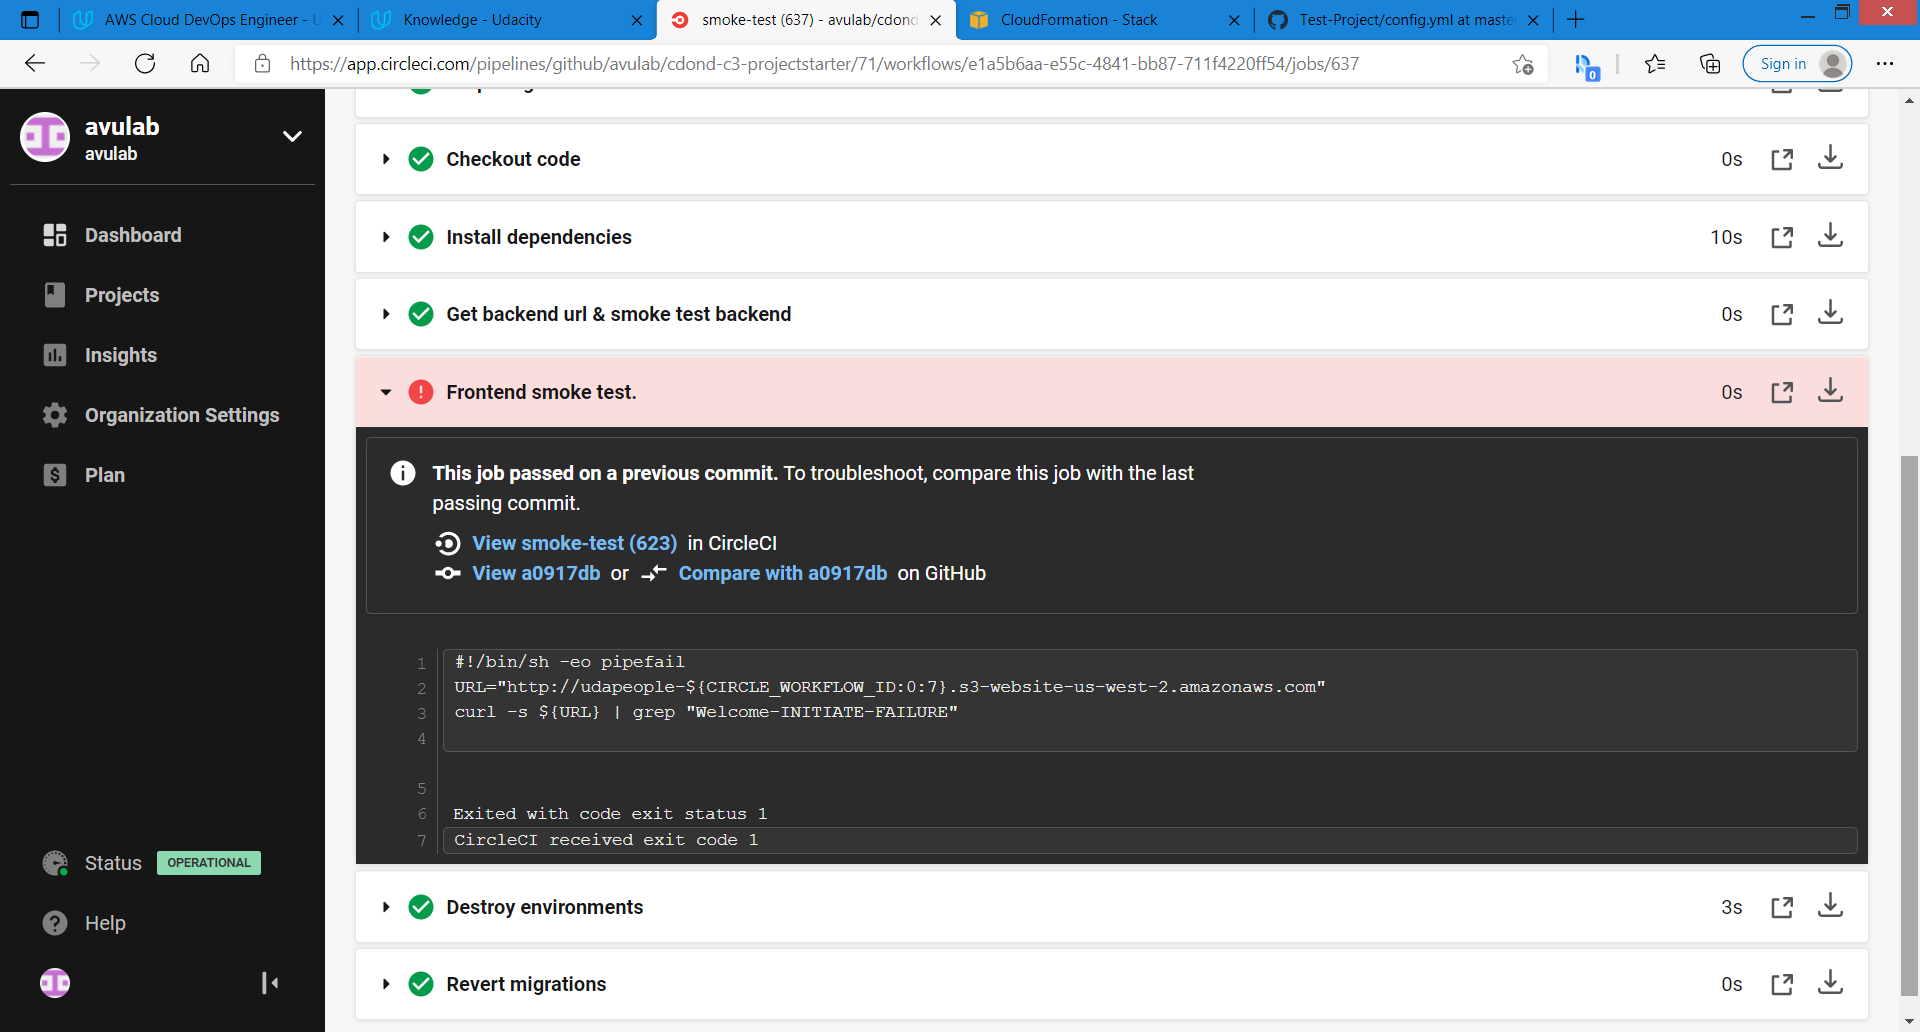 AWS Cloud DevOps Engineer - U
Knowledge - Udacity
smoke-test (637) - avulab/cdond
CloudFormation - Stack
Test-Project/config.yml at maste
https://app.circleci.com/pipelines/github/avulab/cdond-c3-projectstarter/71/workflows/e1a5b6aa-e55c-4841-bb87-711f4220ff54/jobs/637
0
Sign in
avulab
avulab
Dashboard
Projects
Insights
Organization Settings
Plan
Status OPERATIONAL
Help
Checkout code 0s
Install dependencies 10s
Get backend url & smoke test backend 0s
Frontend smoke test. 0s
This job passed on a previous commit. To troubleshoot, compare this job with the last
passing commit.
View smoke-test (623) in CircleCI
View a0917db or Compare with a0917db on GitHub
1 #!/bin/sh -eo pipefail
2 URL="http://udapeople-${CIRCLE_WORKFLOW_ID:0:7}.s3-website-us-west-2.amazonaws.com"
3 curl -s ${URL} | grep "Welcome-INITIATE-FAILURE"
4
5
6 Exited with code exit status 1
7 CircleCI received exit code 1
Destroy environments 3s
Revert migrations 0s